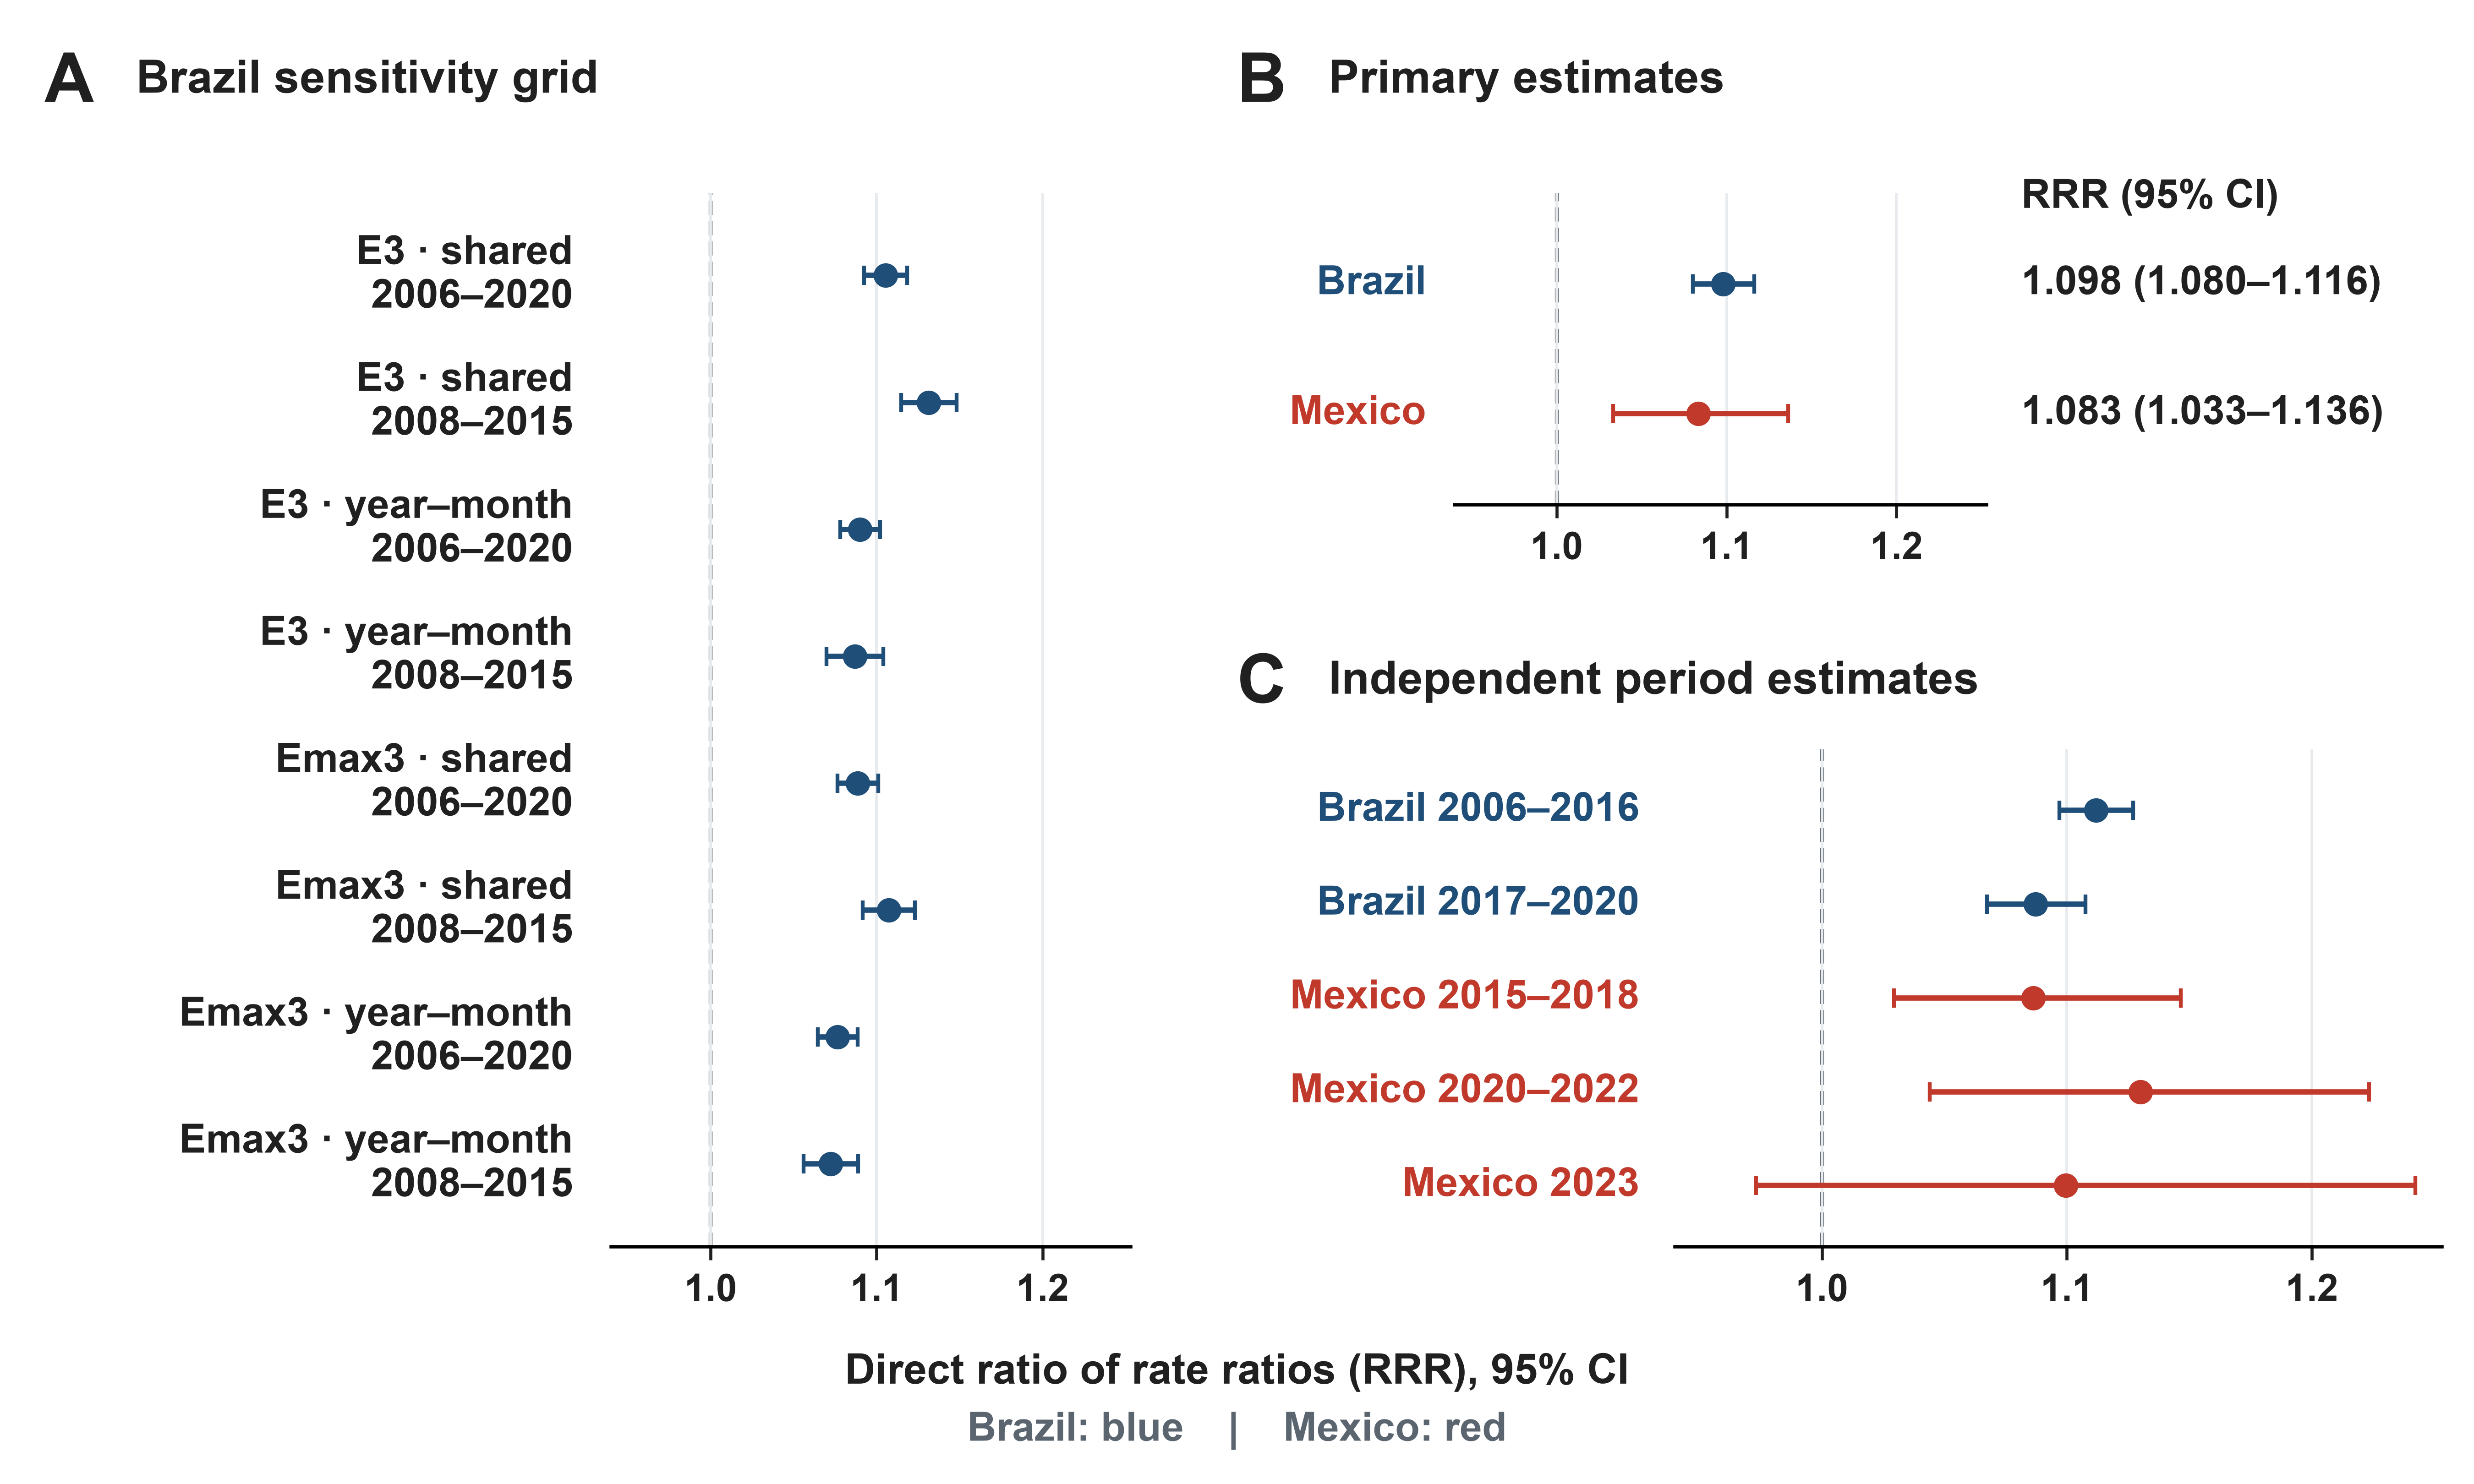 A Brazil sensitivity grid
E3 · shared
2006–2020
E3 · shared
2008–2015
E3 · year–month
2006–2020
E3 · year–month
2008–2015
Emax3 · shared
2006–2020
Emax3 · shared
2008–2015
Emax3 · year–month
2006–2020
Emax3 · year–month
2008–2015
1.0 1.1 1.2
B Primary estimates
RRR (95% CI)
Brazil 1.098 (1.080–1.116)
Mexico 1.083 (1.033–1.136)
1.0 1.1 1.2
C Independent period estimates
Brazil 2006–2016
Brazil 2017–2020
Mexico 2015–2018
Mexico 2020–2022
Mexico 2023
1.0 1.1 1.2
Direct ratio of rate ratios (RRR), 95% CI
Brazil: blue | Mexico: red